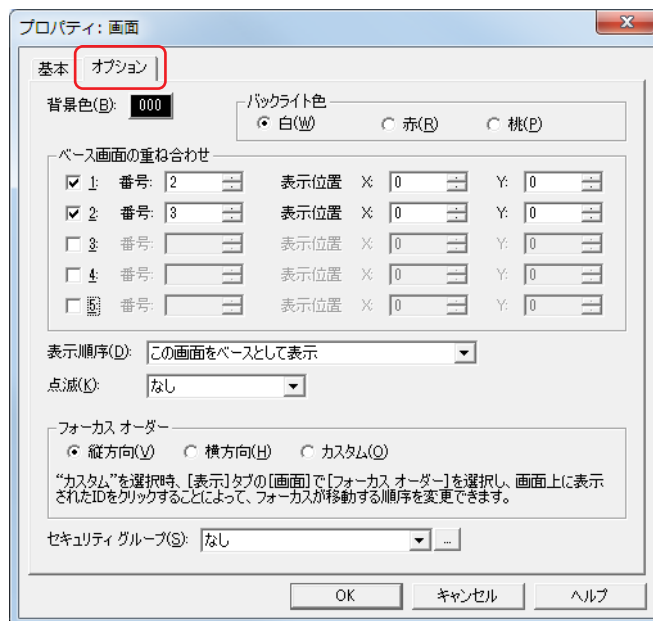 プロパティ: 画面
基本 オプション
背景色(B): 000 バックライト色 白(W) 赤(R) 桃(P)
ベース画面の重ね合わせ
1: 番号: 2 表示位置 X: 0 Y: 0
2: 番号: 3 表示位置 X: 0 Y: 0
3: 番号: 表示位置 X: 0 Y: 0
4: 番号: 表示位置 X: 0 Y: 0
5: 番号: 表示位置 X: 0 Y: 0
表示順序(D): この画面をベースとして表示
点滅(K): なし
フォーカス オーダー
縦方向(V) 横方向(H) カスタム(O)
“カスタム”を選択時、[表示]タブの[画面]で[フォーカス オーダー]を選択し、画面上に表示
されたIDをクリックすることによって、フォーカスが移動する順序を変更できます。
セキュリティ グループ(S): なし ...
OK キャンセル ヘルプ